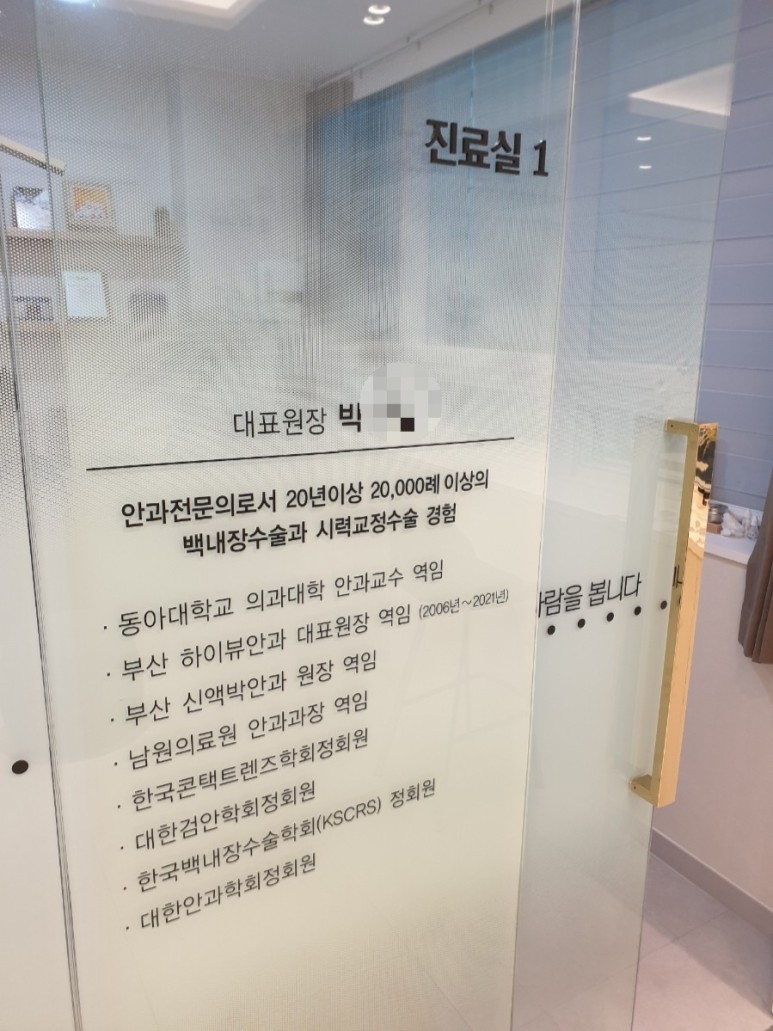 진료실 1
대표원장 박
안과전문의로서 20년이상 20,000례 이상의
백내장수술과 시력교정수술 경험
· 동아대학교 의과대학 안과교수 역임
· 부산 하이뷰안과 대표원장 역임 (2006년~2021년)
· 부산 신액박안과 원장 역임
· 남원의료원 안과과장 역임
· 한국콘택트렌즈학회정회원
· 대한검안학회정회원
· 한국백내장수술학회(KSCRS) 정회원
· 대한안과학회정회원
사람을 봅니다